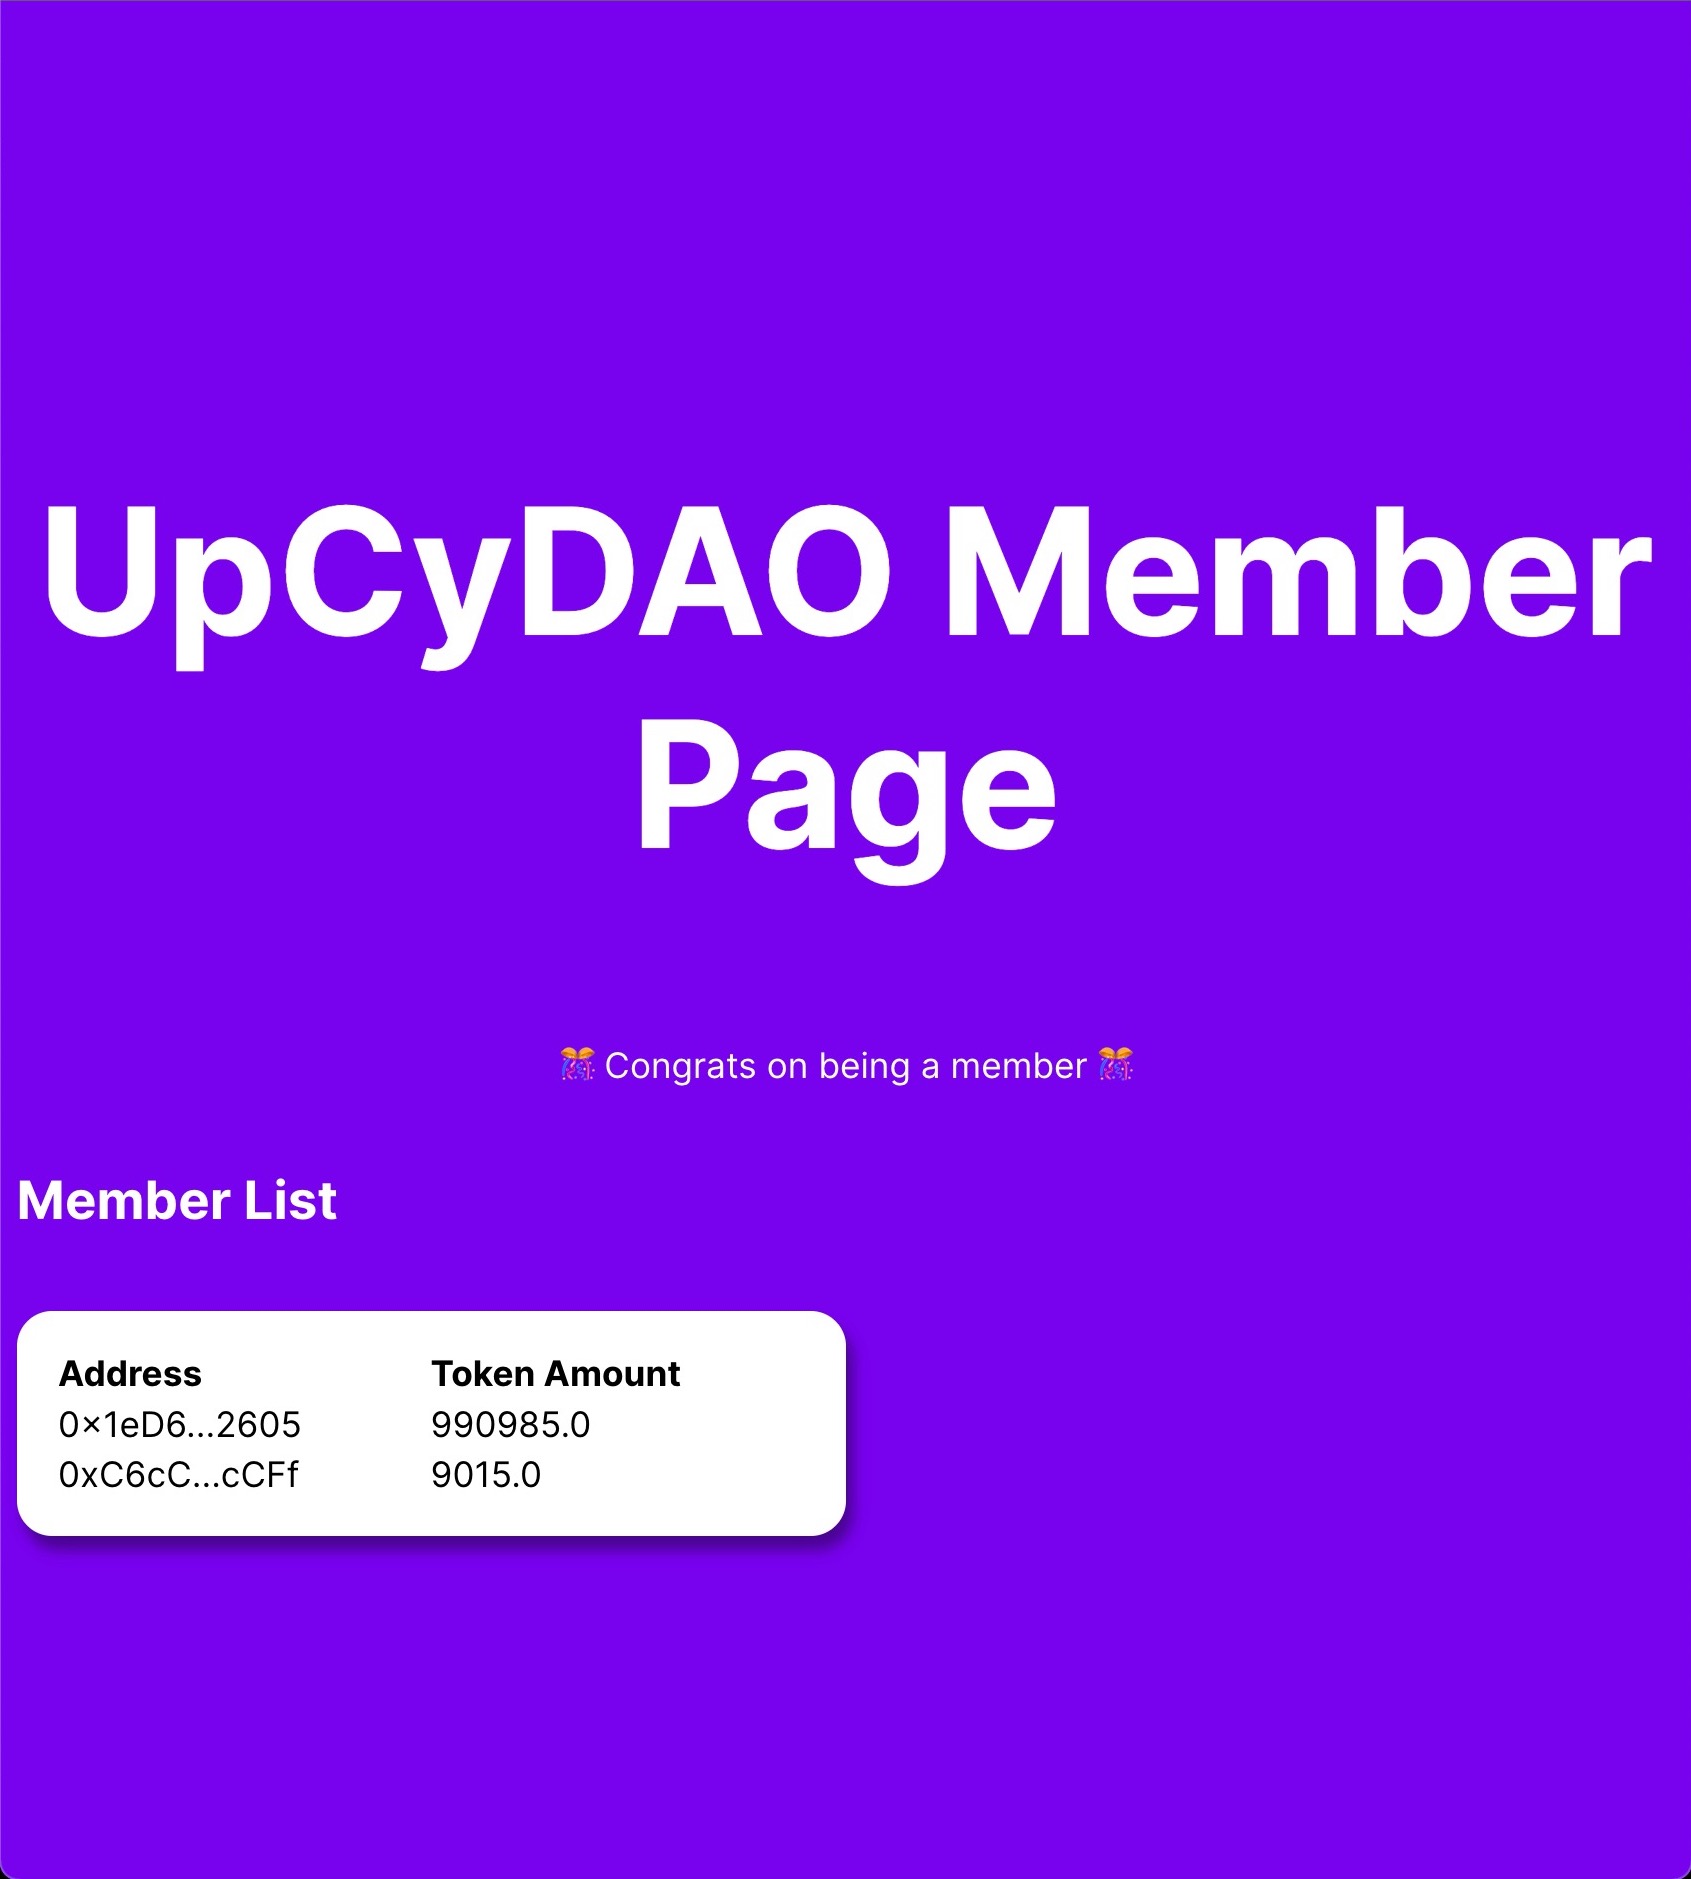 UpCyDAO Member
Page
🎊 Congrats on being a member 🎊
Member List
Address Token Amount
0×1eD6...2605 990985.0
0xC6cC...cCFf 9015.0